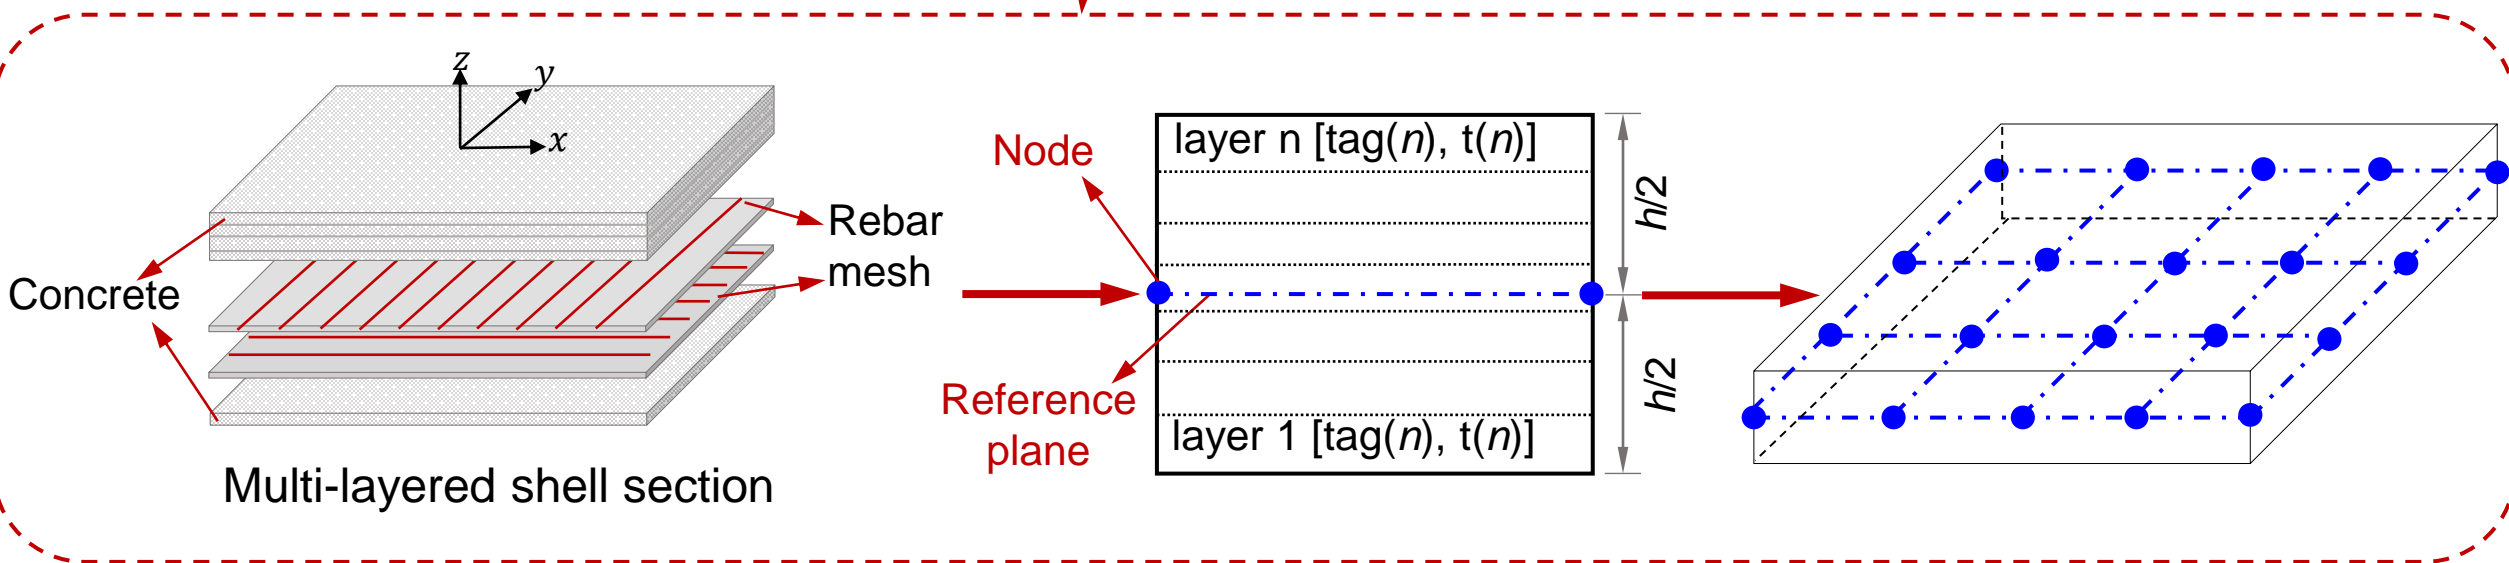 z
y
x
Concrete
Rebar
mesh
Multi-layered shell section
Node
Reference
plane
layer n [tag(n), t(n)]
layer 1 [tag(n), t(n)]
h/2
h/2